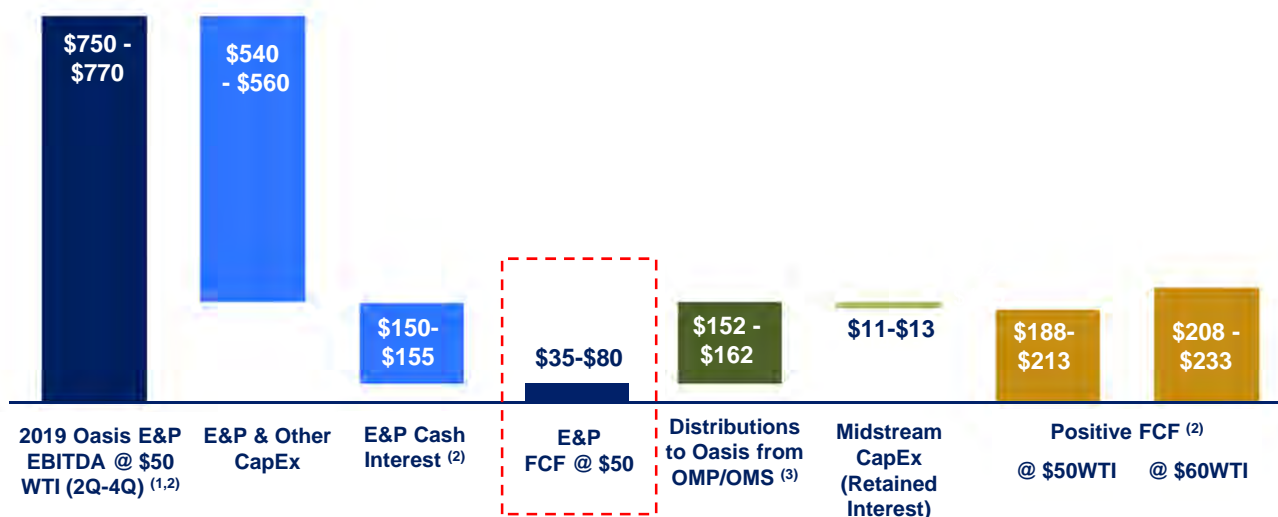 $750 -
$770
$540
- $560
$150-
$155
$35-$80
$152 -
$162
$11-$13
$188-
$213
$208 -
$233
2019 Oasis E&P
EBITDA @ $50
WTI (2Q-4Q) (1,2)
E&P & Other
CapEx
E&P Cash
Interest (2)
E&P
FCF @ $50
Distributions
to Oasis from
OMP/OMS (3)
Midstream
CapEx
(Retained
Interest)
Positive FCF (2)
@ $50WTI
@ $60WTI